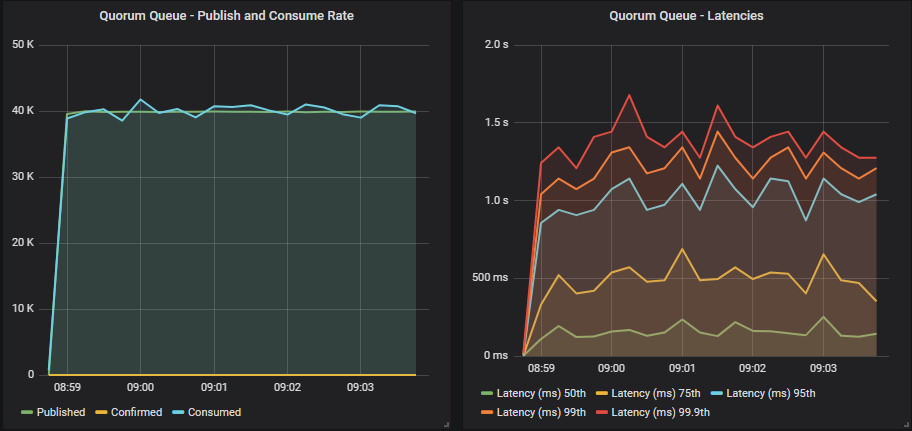 Quorum Queue - Publish and Consume Rate
50 K
40 K
30 K
20 K
10 K
0
08:59 09:00 09:01 09:02 09:03
Published Confirmed Consumed
Quorum Queue - Latencies
2.0 s
1.5 s
1.0 s
500 ms
0 ms
08:59 09:00 09:01 09:02 09:03
Latency (ms) 50th Latency (ms) 75th Latency (ms) 95th
Latency (ms) 99th Latency (ms) 99.9th